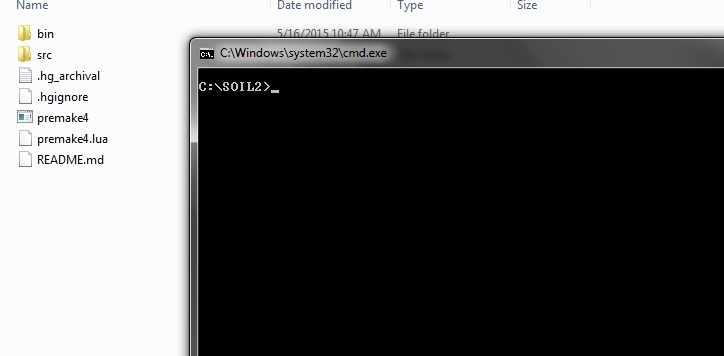 Name Date modified Type Size
bin 5/16/2015 10:47 AM File folder
src
.hg_archival
.hgignore
premake4
premake4.lua
README.md
C:\Windows\system32\cmd.exe
C:\SOIL2>_